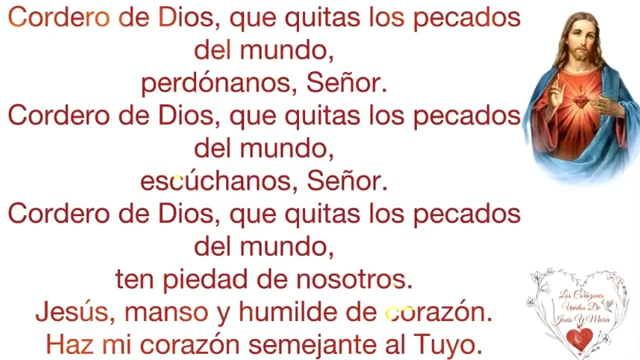 Cordero de Dios, que quitas los pecados
del mundo,
perdónanos, Señor.
Cordero de Dios, que quitas los pecados
del mundo,
escúchanos, Señor.
Cordero de Dios, que quitas los pecados
del mundo,
ten piedad de nosotros.
Jesús, manso y humilde de corazón.
Haz mi corazón semejante al Tuyo.
Los Corazones
Unidos De
Jesús Y María